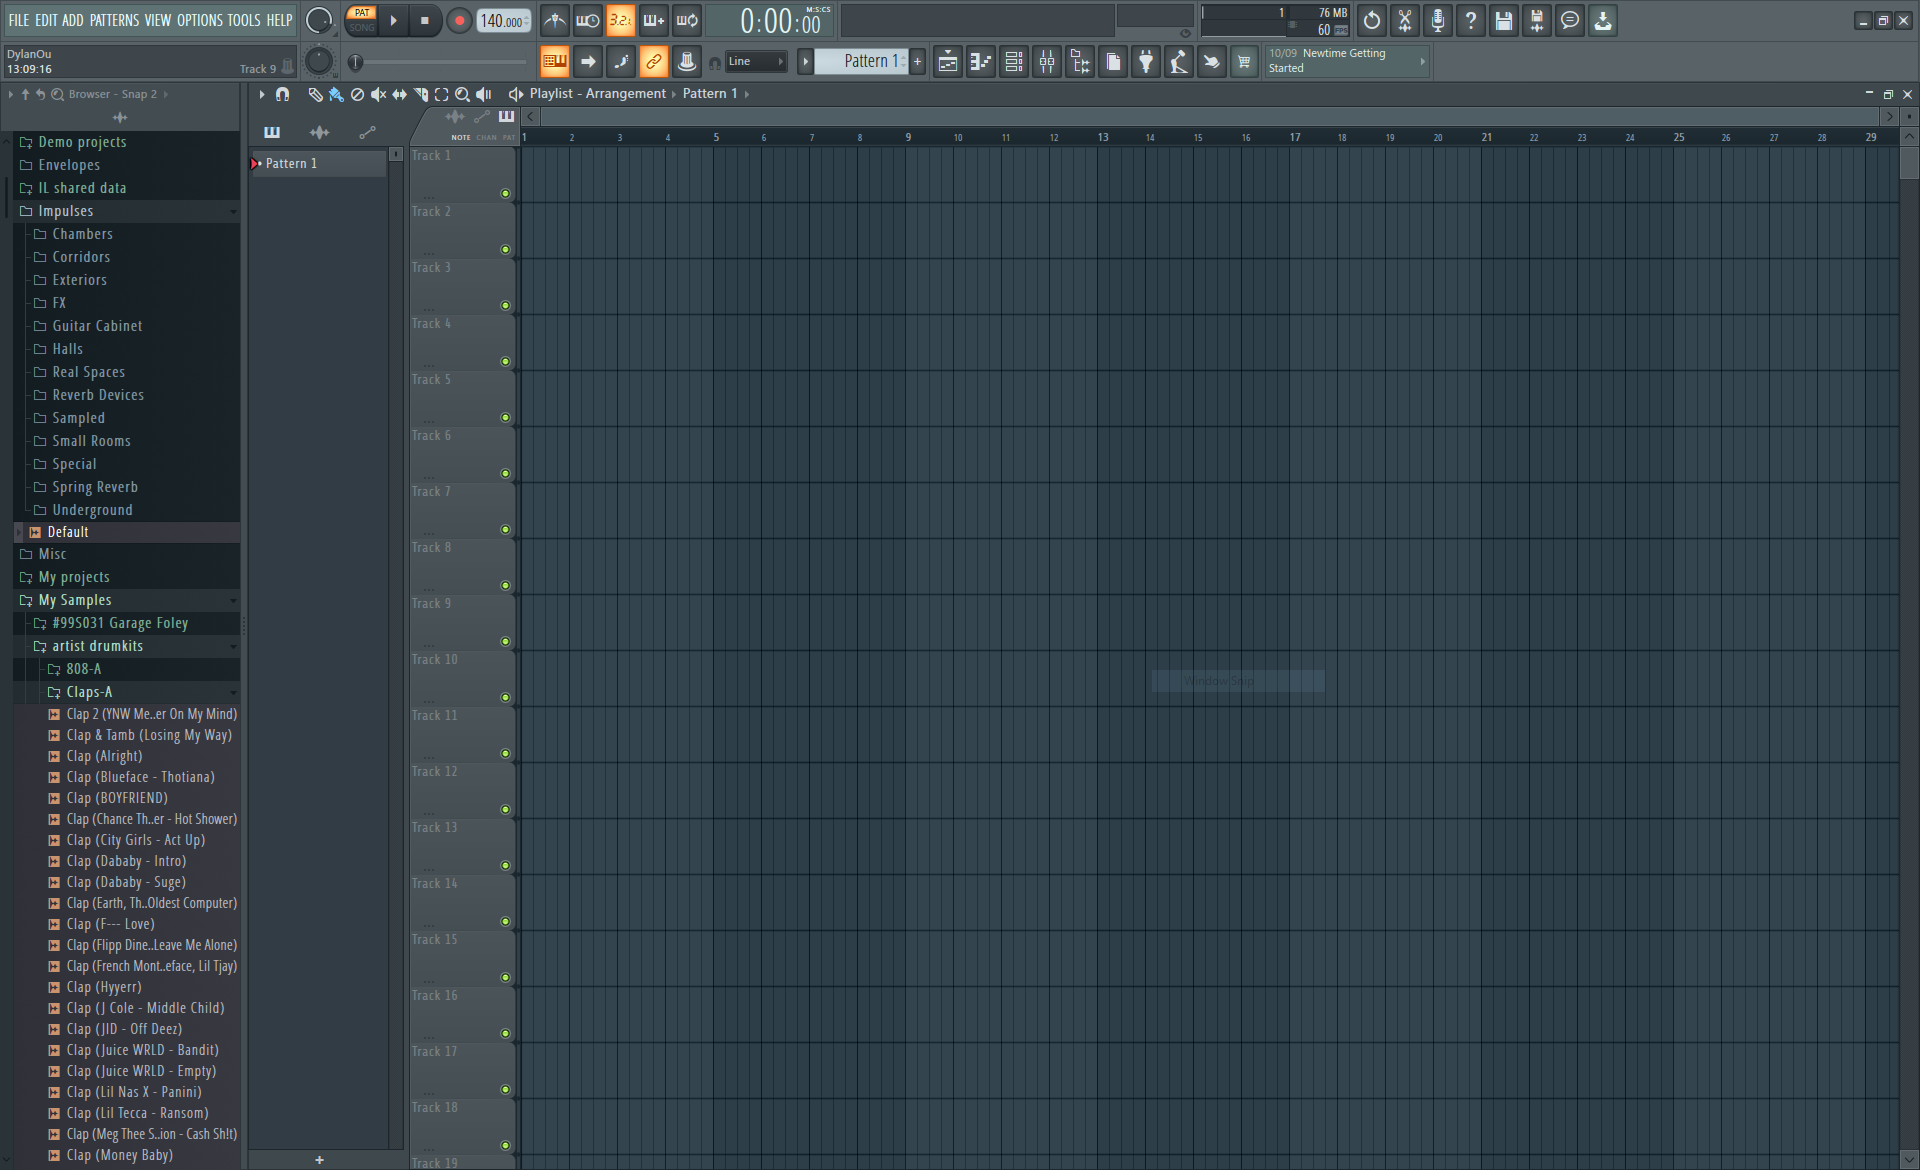 FILE EDIT ADD PATTERNS VIEW OPTIONS TOOLS HELP
PAT
SONG
140.000
3.2.
0:00:00
M:S:CS
1
76 MB
60
FPS
DylanOu
13:09:16
Track 9
Line
Pattern 1
+
10/09 Newtime Getting
Started
Browser - Snap 2
Playlist - Arrangement
Pattern 1
NOTE CHAN PAT
1 2 3 4 5 6 7 8 9 10 11 12 13 14 15 16 17 18 19 20 21 22 23 24 25 26 27 28 29
Demo projects
Envelopes
IL shared data
Impulses
Chambers
Corridors
Exteriors
FX
Guitar Cabinet
Halls
Real Spaces
Reverb Devices
Sampled
Small Rooms
Special
Spring Reverb
Underground
Default
Misc
My projects
My Samples
#99S031 Garage Foley
artist drumkits
808-A
Claps-A
Clap 2 (YNW Me..er On My Mind)
Clap & Tamb (Losing My Way)
Clap (Alright)
Clap (Blueface - Thotiana)
Clap (BOYFRIEND)
Clap (Chance Th..er - Hot Shower)
Clap (City Girls - Act Up)
Clap (Dababy - Intro)
Clap (Dababy - Suge)
Clap (Earth, Th..Oldest Computer)
Clap (F--- Love)
Clap (Flipp Dine..Leave Me Alone)
Clap (French Mont..eface, Lil Tjay)
Clap (Hyyerr)
Clap (J Cole - Middle Child)
Clap (JID - Off Deez)
Clap (Juice WRLD - Bandit)
Clap (Juice WRLD - Empty)
Clap (Lil Nas X - Panini)
Clap (Lil Tecca - Ransom)
Clap (Meg Thee S..ion - Cash Sh!t)
Clap (Money Baby)
Pattern 1
+
Track 1
Track 2
Track 3
Track 4
Track 5
Track 6
Track 7
Track 8
Track 9
Track 10
Track 11
Track 12
Track 13
Track 14
Track 15
Track 16
Track 17
Track 18
Track 19
Window Snip